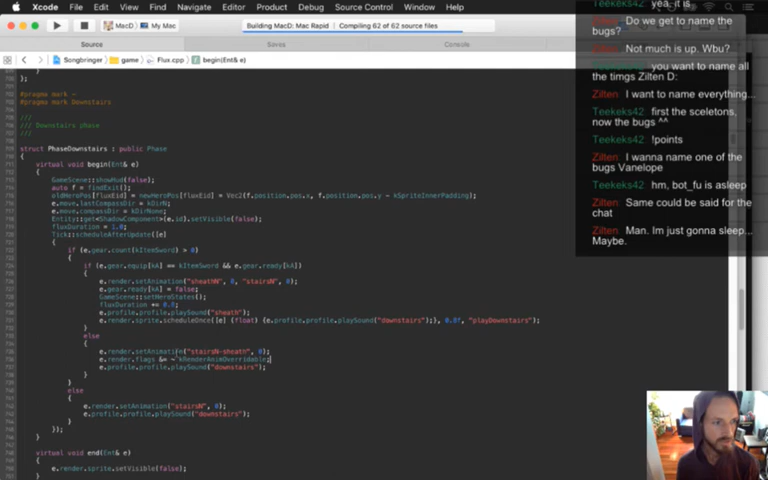 Xcode File Edit View Find Navigate Editor Product Debug Source Control Window Help
MacD My Mac
Building MacD: Mac Rapid Compiling 62 of 62 source files
Source Saves Console
Songbringer game Flux.cpp begin(Ent& e)
};
#pragma mark -
#pragma mark Downstairs
///
/// Downstairs phase
///
struct PhaseDownstairs : public Phase
{
virtual void begin(Ent& e)
{
GameScene::showHud(false);
auto f = findExit();
oldHeroPos[fluxEid] = newHeroPos[fluxEid] = Vec2(f.position.pos.x, f.position.pos.y - kSpriteInnerPadding);
e.move.lastCompassDir = kDirN;
e.move.compassDir = kDirNone;
Entity::get<ShadowComponent>(e.id).setVisible(false);
fluxDuration = 1.0;
Tick::scheduleAfterUpdate([e]
{
if (e.gear.count(kItemSword) > 0)
{
if (e.gear.equip[kA] == kItemSword && e.gear.ready[kA])
{
e.render.setAnimation("sheathN", 0, "stairsN", 0);
e.gear.ready[kA] = false;
GameScene::setHeroStates();
fluxDuration += 0.8;
e.profile.profile.playSound("sheath");
e.render.sprite.scheduleOnce([e] (float) {e.profile.profile.playSound("downstairs");}, 0.8f, "playDownstairs");
}
else
{
e.render.setAnimation("stairsN-sheath", 0);
e.render.flags &= ~kRenderAnimOverridable;
e.profile.profile.playSound("downstairs");
}
}
else
{
e.render.setAnimation("stairsN", 0);
e.profile.profile.playSound("downstairs");
}
});
}
virtual void end(Ent& e)
{
e.render.sprite.setVisible(false);
Teekeks42 yea, it is
Zilten Do we get to name the
bugs?
Zilten Not much is up. Wbu?
you want to name all
the timgs Zilten D:
Zilten I want to name everything...
Teekeks42 first the sceletons,
now the bugs ^^
Teekeks42 !points
Zilten I wanna name one of the
bugs Vanelope
Teekeks42 hm, bot_fu is asleep
Zilten Same could be said for the
chat
Zilten Man. Im just gonna sleep...
Maybe.